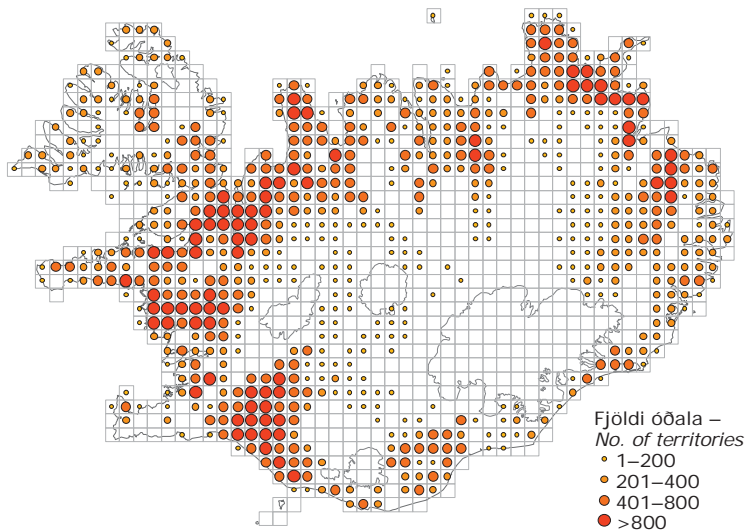 Fjöldi óðala –
No. of territories
1–200
201–400
401–800
>800